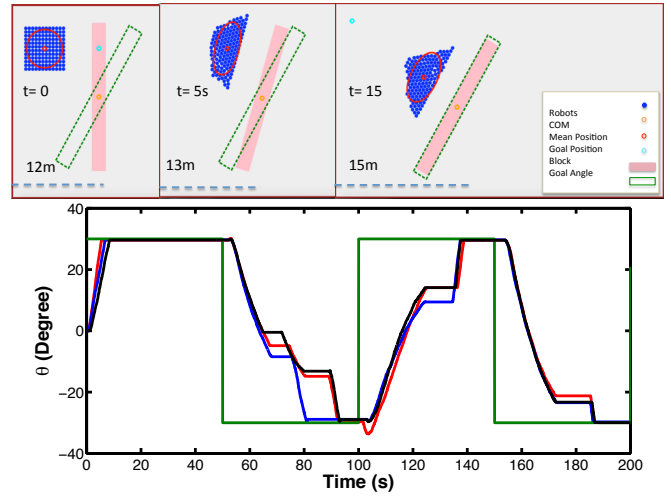 t= 0
12m
t= 5s
13m
t= 15
15m
Robots
COM
Mean Position
Goal Position
Block
Goal Angle
40
20
0
−20
−40
θ (Degree)
0
20
40
60
80
100
120
140
160
180
200
Time (s)